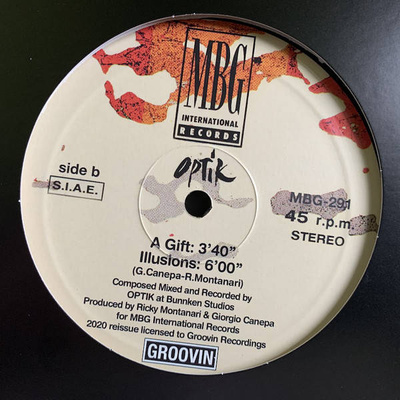 MBG
INTERNATIONAL
RECORDS
optik
side b
S.I.A.E.
MBG-291
45 r.p.m.
STEREO
A Gift: 3'40"
Illusions: 6'00"
(G.Canepa-R.Montanari)
Composed Mixed and Recorded by
OPTIK at Bunnken Studios
Produced by Ricky Montanari & Giorgio Canepa
for MBG International Records
2020 reissue licensed to Groovin Recordings
GROOVIN